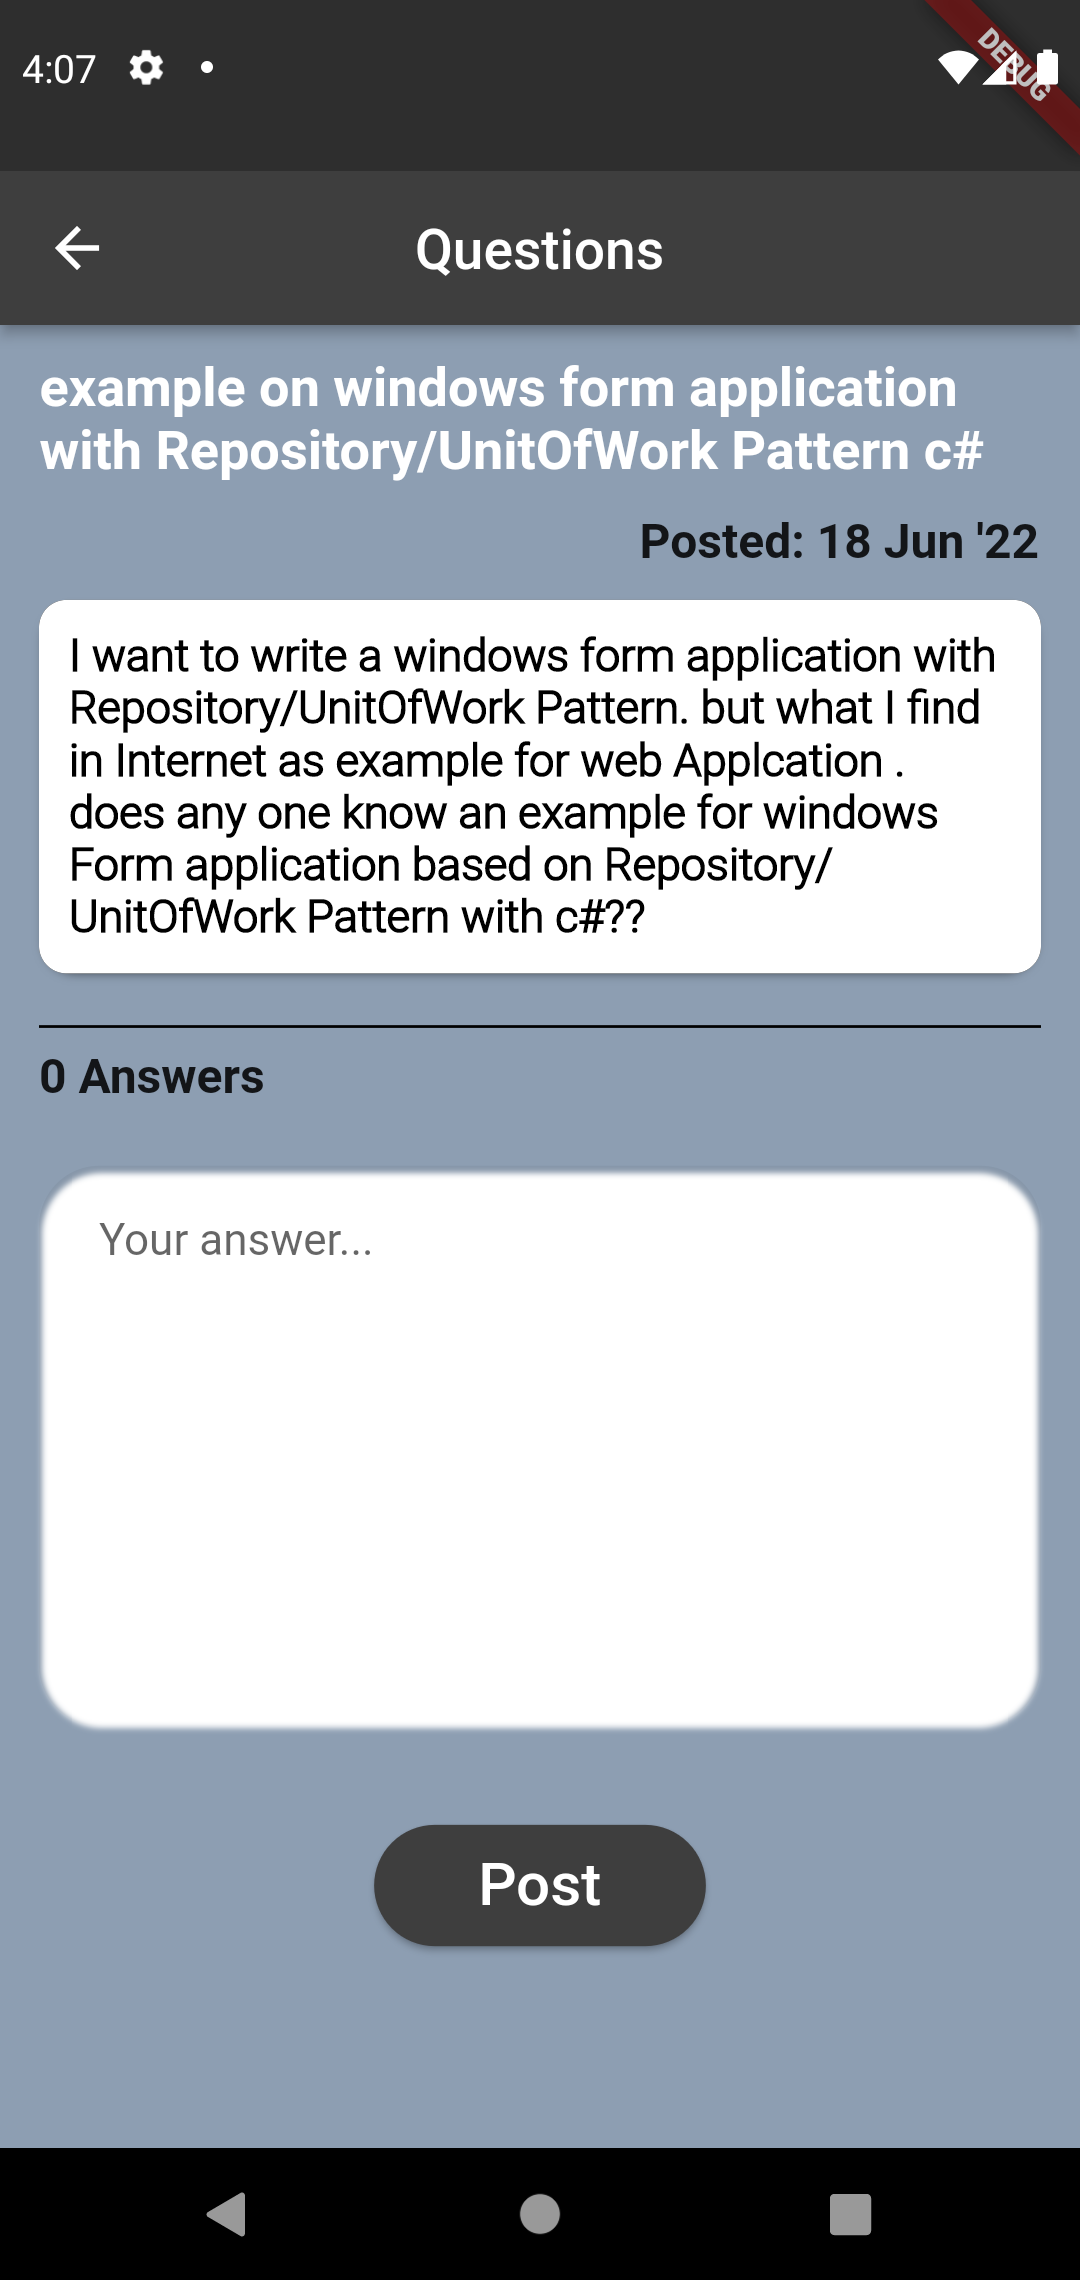 4:07
DEBUG
Questions
example on windows form application
with Repository/UnitOfWork Pattern c#
Posted: 18 Jun '22
I want to write a windows form application with
Repository/UnitOfWork Pattern. but what I find
in Internet as example for web Applcation .
does any one know an example for windows
Form application based on Repository/
UnitOfWork Pattern with c#??
0 Answers
Your answer...
Post